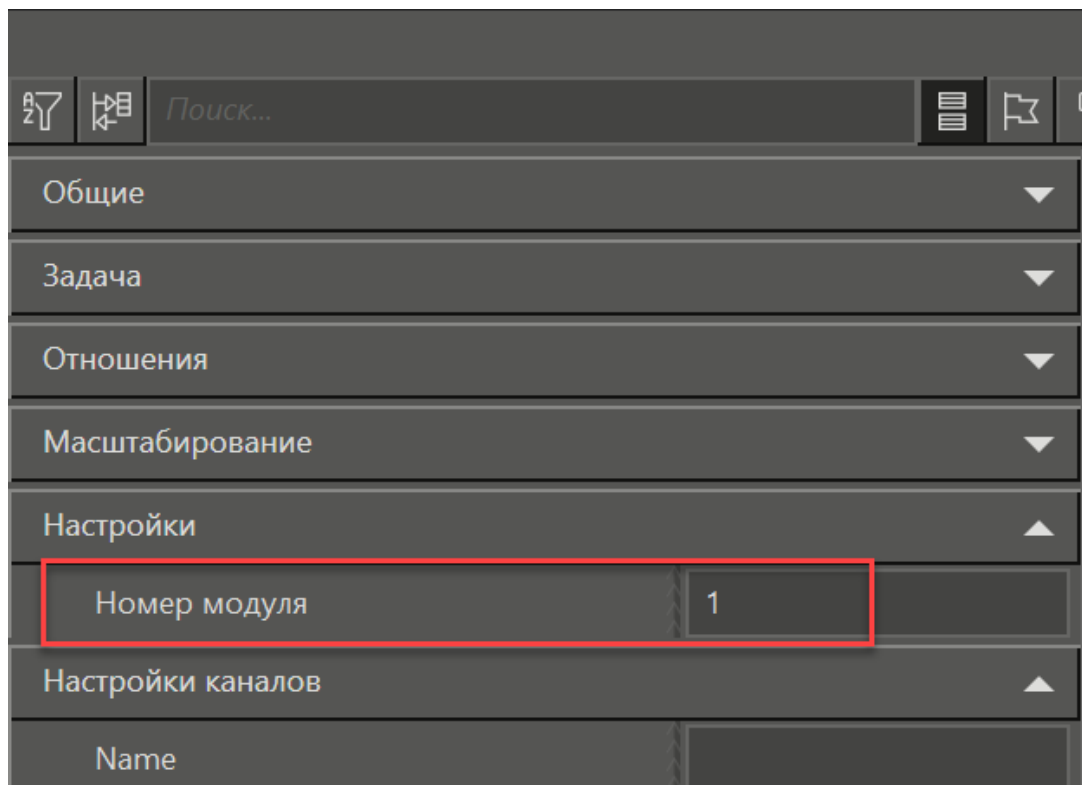 Поиск...
Общие
Задача
Отношения
Масштабирование
Настройки
Номер модуля 1
Настройки каналов
Name